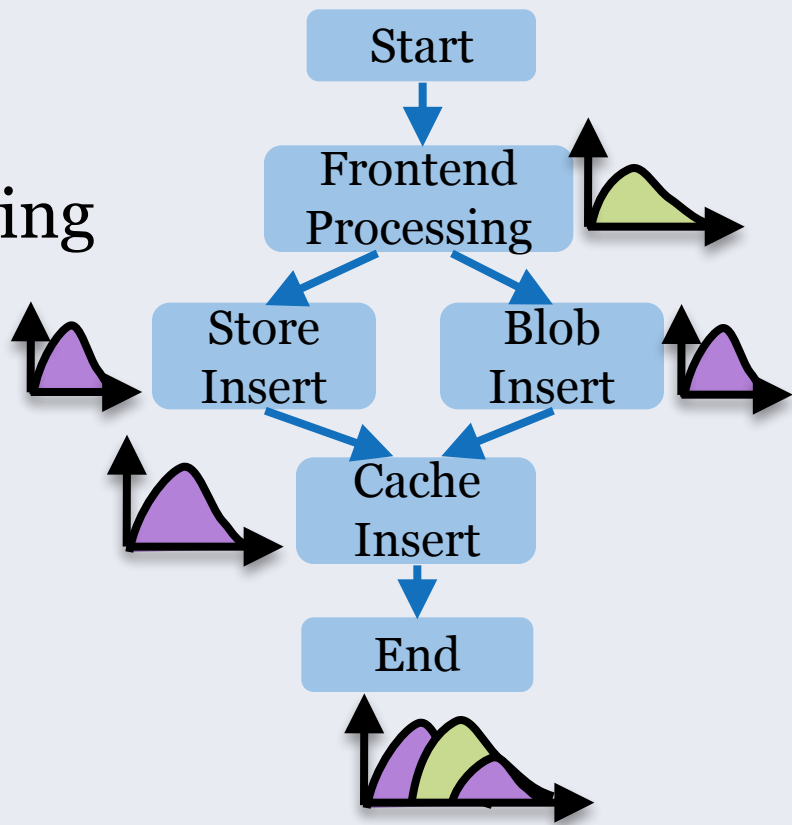 Start
Frontend
Processing
ing
Store
Insert
Blob
Insert
Cache
Insert
End